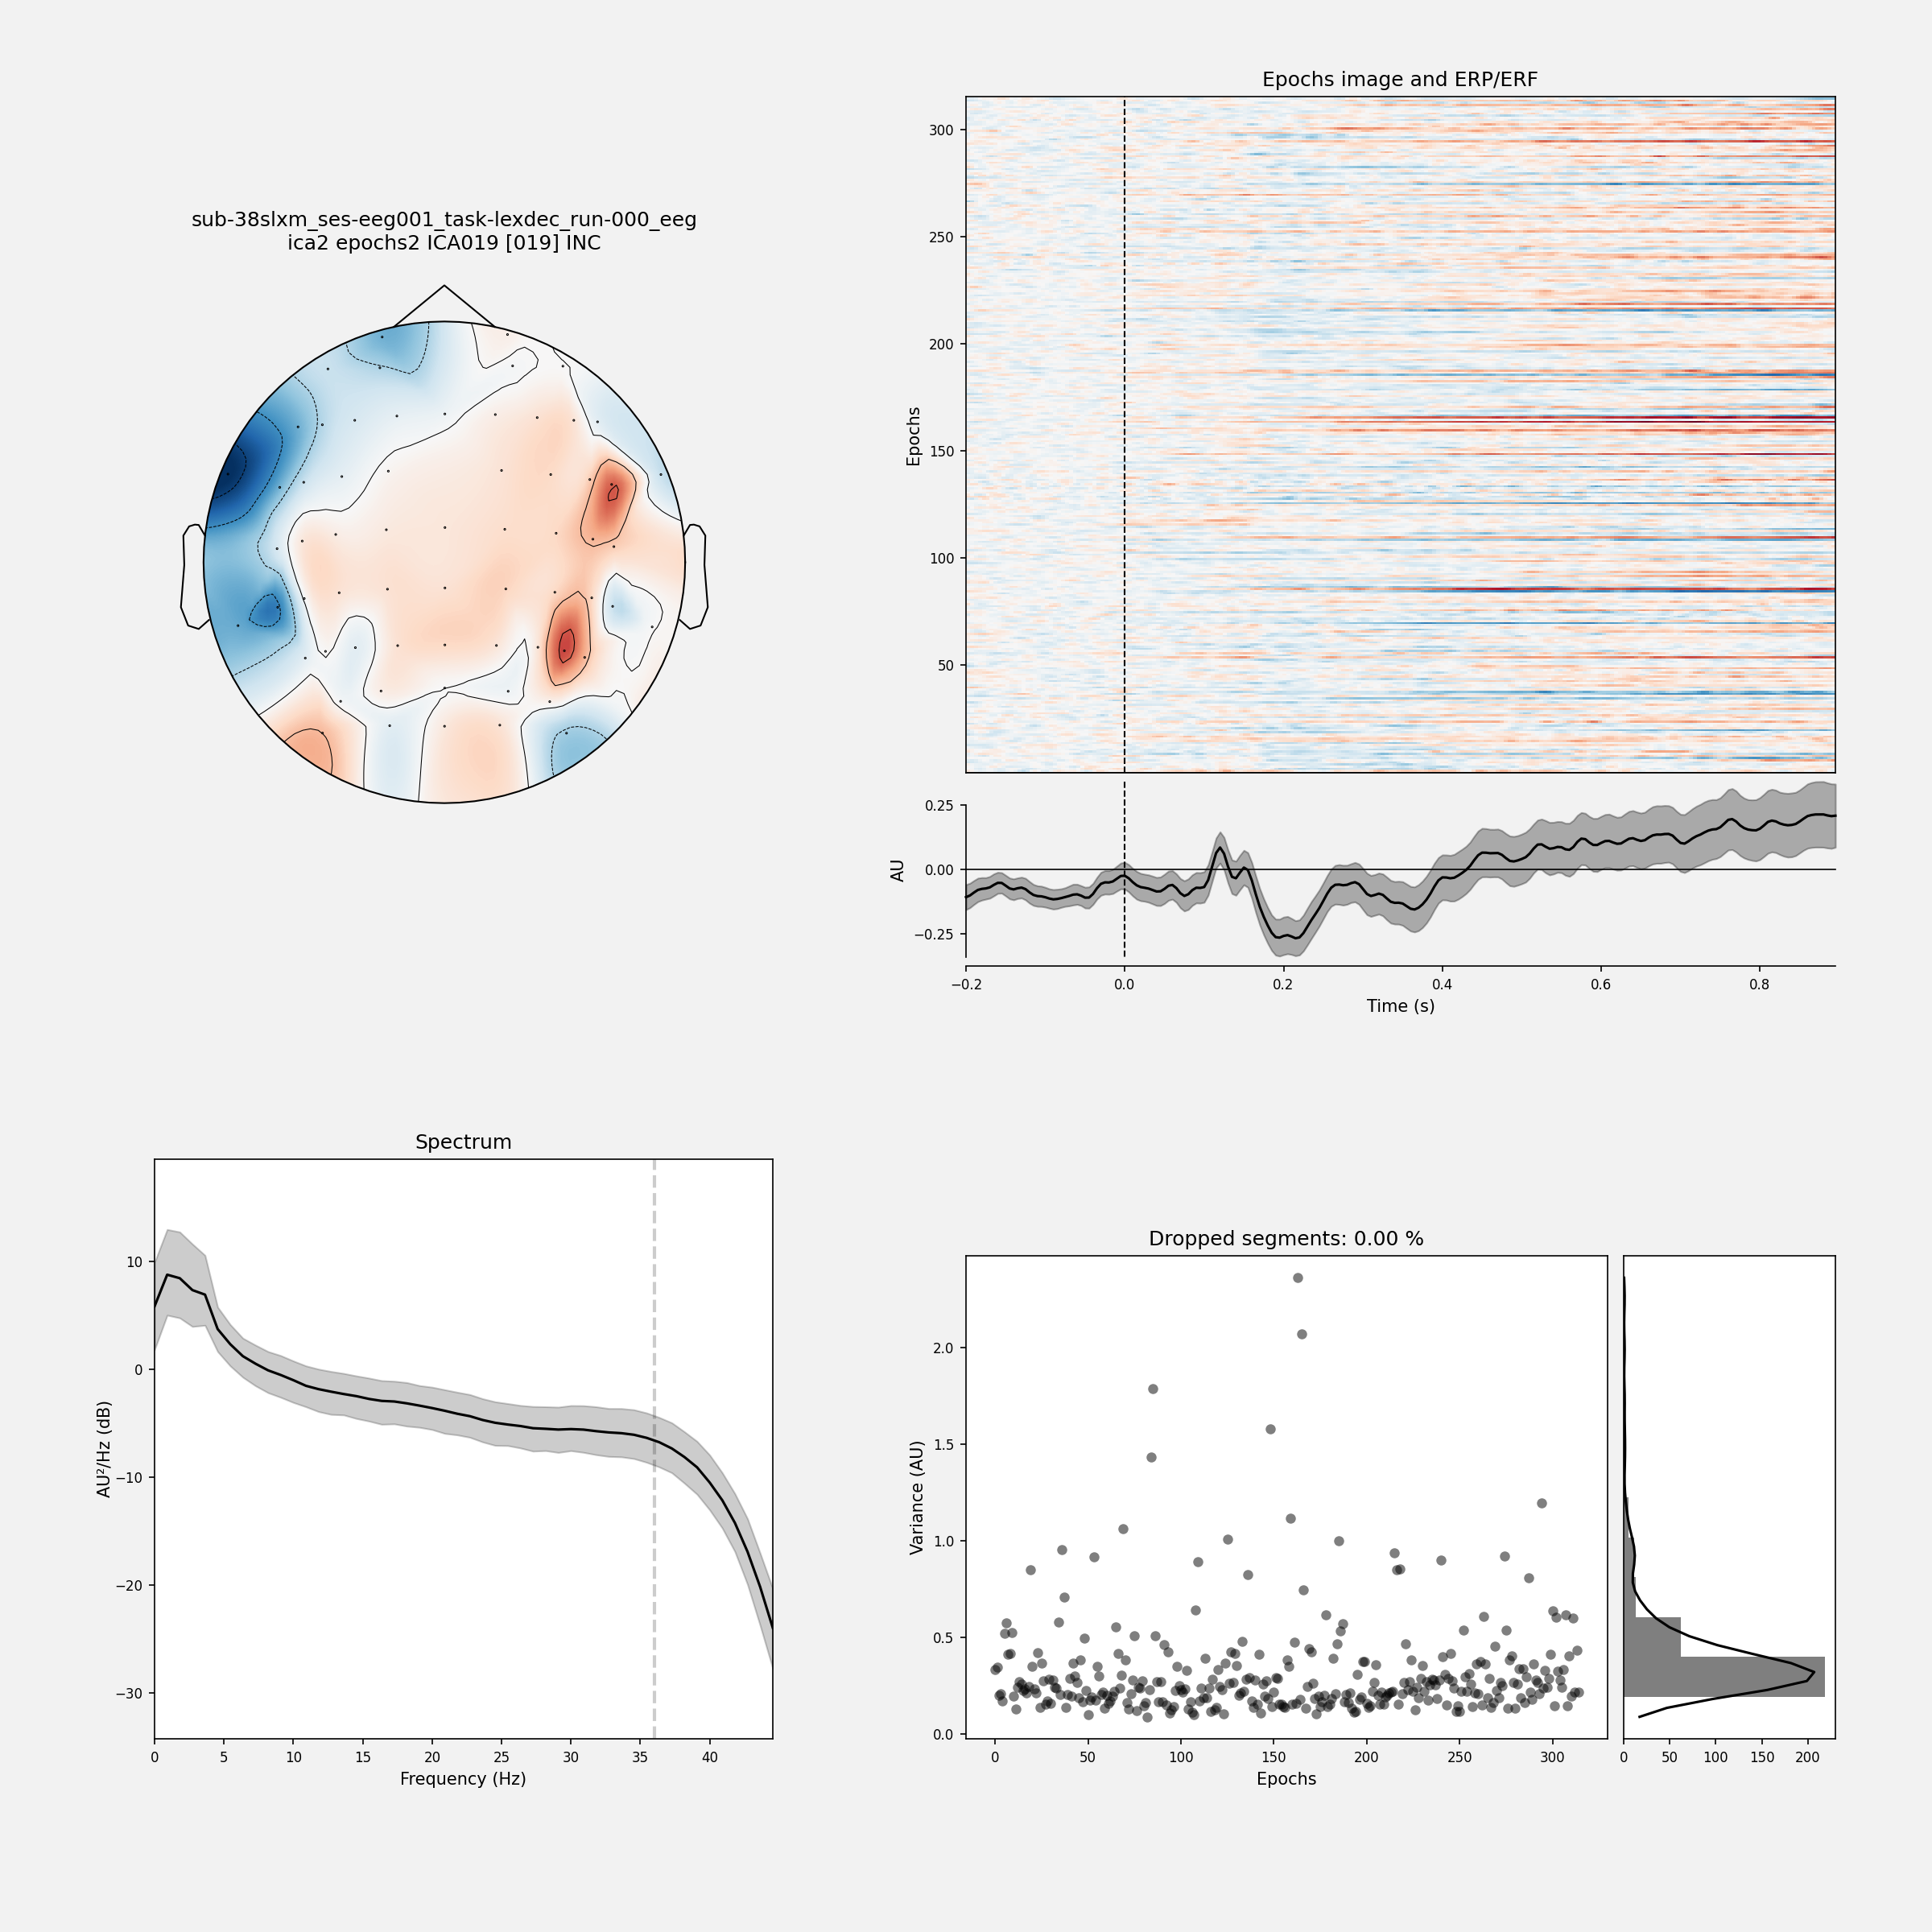 Epochs image and ERP/ERF
sub-38slxm_ses-eeg001_task-lexdec_run-000_eeg
ica2 epochs2 ICA019 [019] INC
300
250
200
150
100
50
Epochs
0.25
0.00
−0.25
AU
−0.2 0.0 0.2 0.4 0.6 0.8
Time (s)
Spectrum
10
0
−10
−20
−30
AU²/Hz (dB)
0 5 10 15 20 25 30 35 40
Frequency (Hz)
Dropped segments: 0.00 %
2.0
1.5
1.0
0.5
0.0
Variance (AU)
0 50 100 150 200 250 300
Epochs
0 50 100 150 200